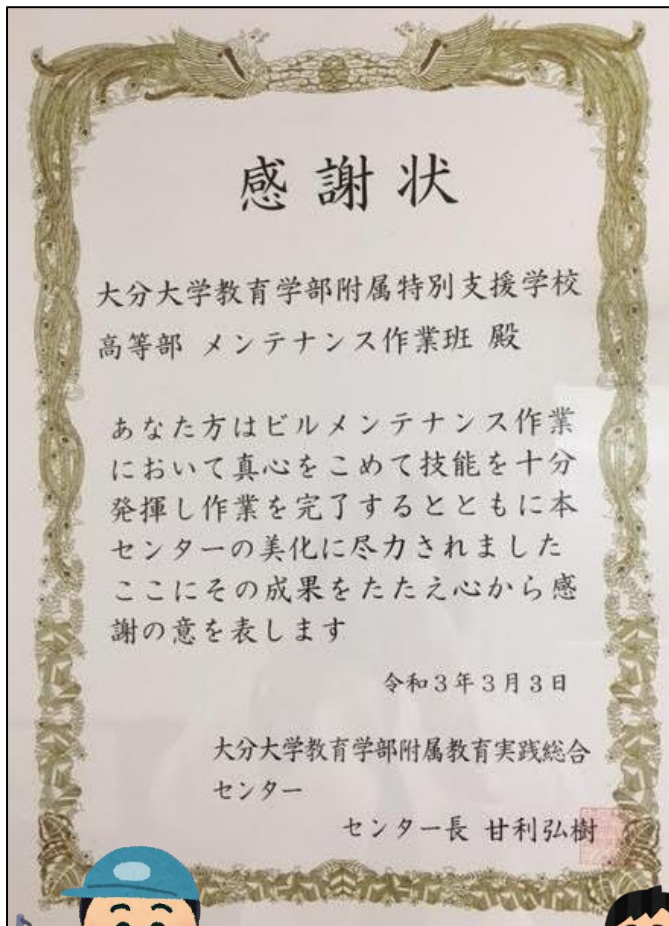 感謝状
大分大学教育学部附属特別支援学校
高等部 メンテナンス作業班 殿
あなた方はビルメンテナンス作業
において真心をこめて技能を十分
発揮し作業を完了するとともに本
センターの美化に尽力されました
ここにその成果をたたえ心から感
謝の意を表します
令和3年3月3日
大分大学教育学部附属教育実践総合
センター
センター長 甘利弘樹